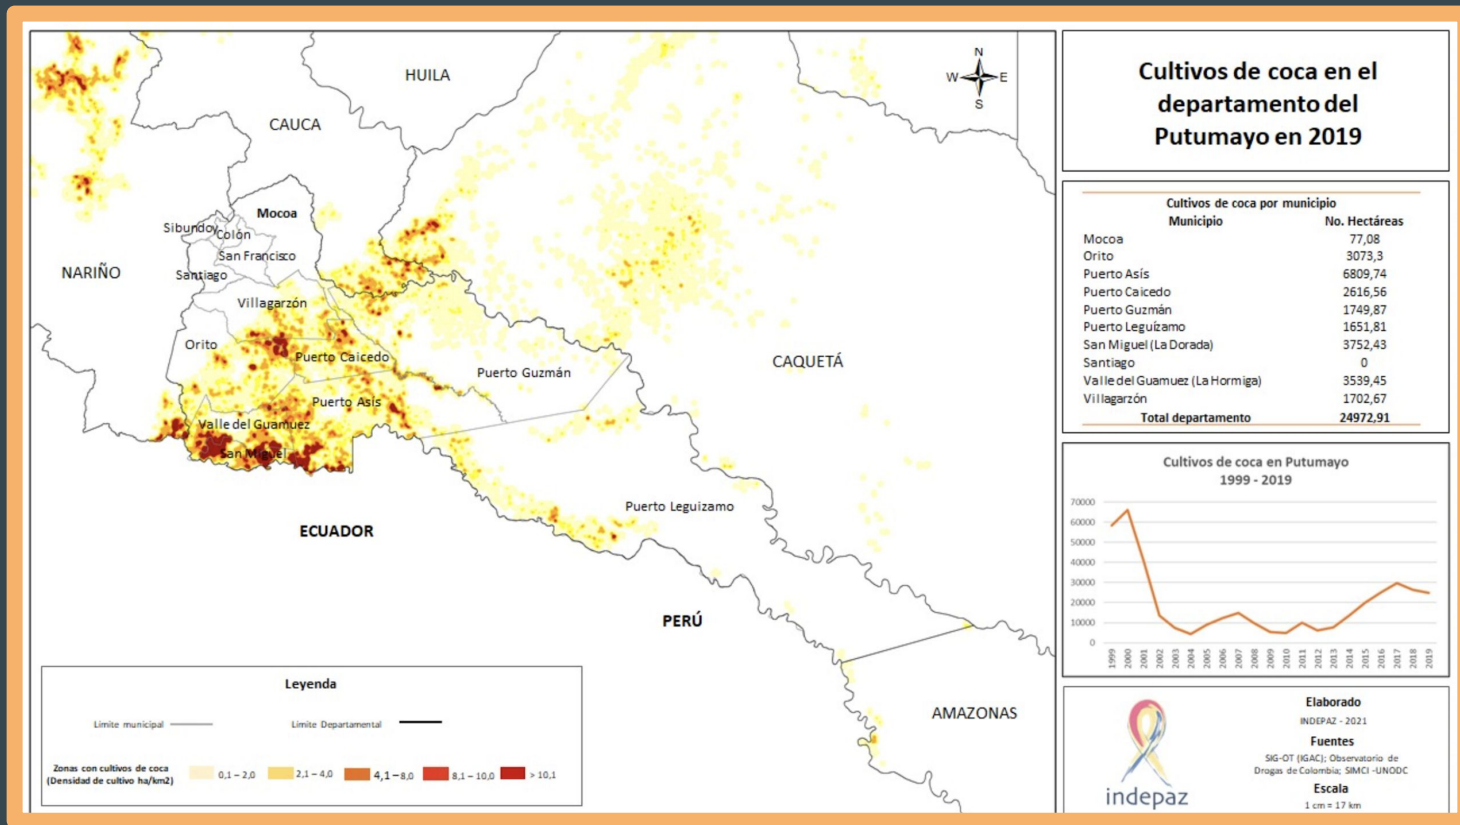 HUILA
CAUCA
N
W E
S
Mocoa
Sibundoy
Colón
San Francisco
NARIÑO
Santiago
Villagarzón
Orito
Puerto Caicedo
CAQUETÁ
Puerto Guzmán
Puerto Asís
Valle del Guamuez
San Miguel
Puerto Leguizamo
ECUADOR
PERÚ
AMAZONAS
Leyenda
Limite municipal
Limite Departamental
Zonas con cultivos de coca
(Densidad de cultivo ha/km2)
0,1 – 2,0
2,1 – 4,0
4,1 – 8,0
8,1 – 10,0
> 10,1
Cultivos de coca en el
departamento del
Putumayo en 2019
Cultivos de coca por municipio
Municipio No. Hectáreas
Mocoa 77,08
Orito 3073,3
Puerto Asís 6809,74
Puerto Caicedo 2616,56
Puerto Guzmán 1749,87
Puerto Leguízamo 1651,81
San Miguel (La Dorada) 3752,43
Santiago 0
Valle del Guamuez (La Hormiga) 3539,45
Villagarzón 1702,67
Total departamento 24972,91
Cultivos de coca en Putumayo
1999 - 2019
70000
60000
50000
40000
30000
20000
10000
0
1999 2000 2001 2002 2003 2004 2005 2006 2007 2008 2009 2010 2011 2012 2013 2014 2015 2016 2017 2018 2019
indepaz
Elaborado
INDEPAZ - 2021
Fuentes
SIG-OT (IGAC); Observatorio de
Drogas de Colombia; SIMCI -UNODC
Escala
1 cm = 17 km